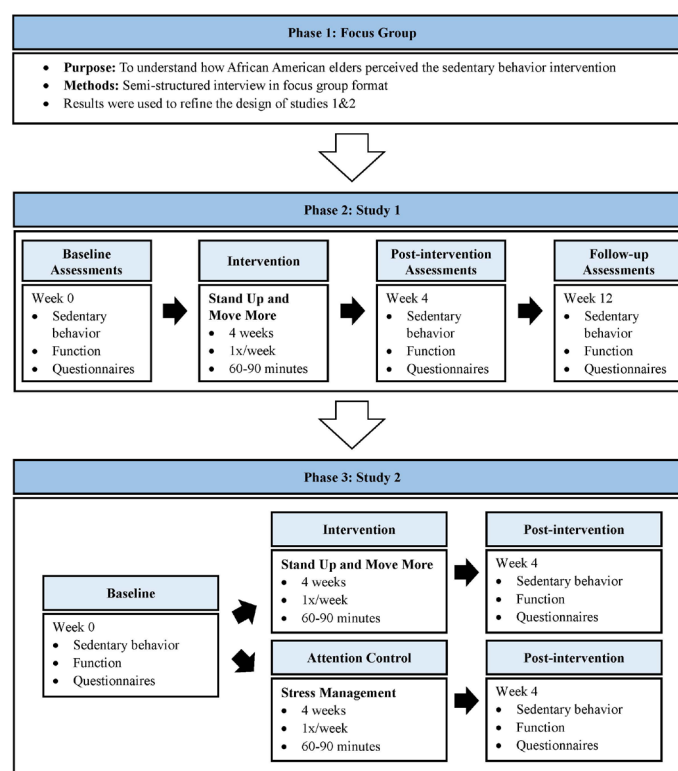 Phase 1: Focus Group
• Purpose: To understand how African American elders perceived the sedentary behavior intervention
• Methods: Semi-structured interview in focus group format
• Results were used to refine the design of studies 1&2
Phase 2: Study 1
Baseline
Assessments
Week 0
• Sedentary
behavior
• Function
• Questionnaires
Intervention
Stand Up and
Move More
• 4 weeks
• 1x/week
• 60-90 minutes
Post-intervention
Assessments
Week 4
• Sedentary
behavior
• Function
• Questionnaires
Follow-up
Assessments
Week 12
• Sedentary
behavior
• Function
• Questionnaires
Phase 3: Study 2
Baseline
Week 0
• Sedentary behavior
• Function
• Questionnaires
Intervention
Stand Up and Move More
• 4 weeks
• 1x/week
• 60-90 minutes
Post-intervention
Week 4
• Sedentary behavior
• Function
• Questionnaires
Attention Control
Stress Management
• 4 weeks
• 1x/week
• 60-90 minutes
Post-intervention
Week 4
• Sedentary behavior
• Function
• Questionnaires